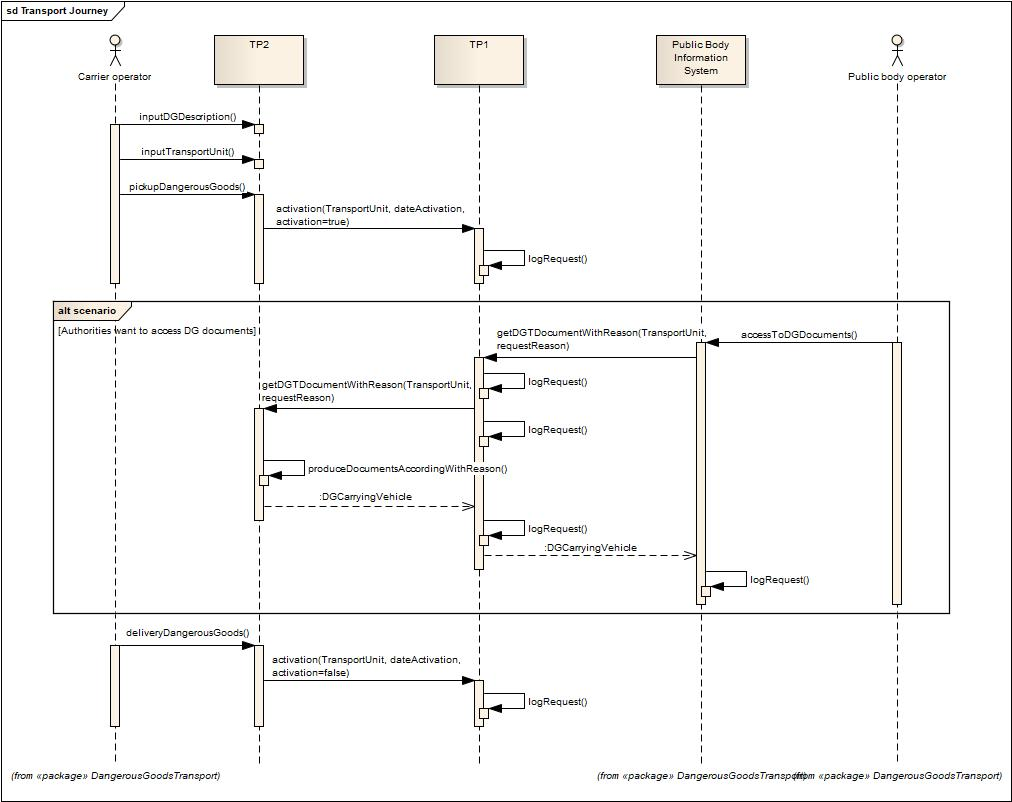 sd Transport Journey
Carrier operator
TP2
TP1
Public Body
Information
System
Public body operator
inputDGDescription()
inputTransportUnit()
pickupDangerousGoods()
activation(TransportUnit, dateActivation,
activation=true)
logRequest()
alt scenario
[Authorities want to access DG documents]
accessToDGDocuments()
getDGTDocumentWithReason(TransportUnit,
requestReason)
logRequest()
getDGTDocumentWithReason(TransportUnit,
requestReason)
logRequest()
produceDocumentsAccordingWithReason()
:DGCarryingVehicle
logRequest()
:DGCarryingVehicle
logRequest()
deliveryDangerousGoods()
activation(TransportUnit, dateActivation,
activation=false)
logRequest()
(from «package» DangerousGoodsTransport)
(from «package» DangerousGoodsTransport)
(from «package» DangerousGoodsTransport)